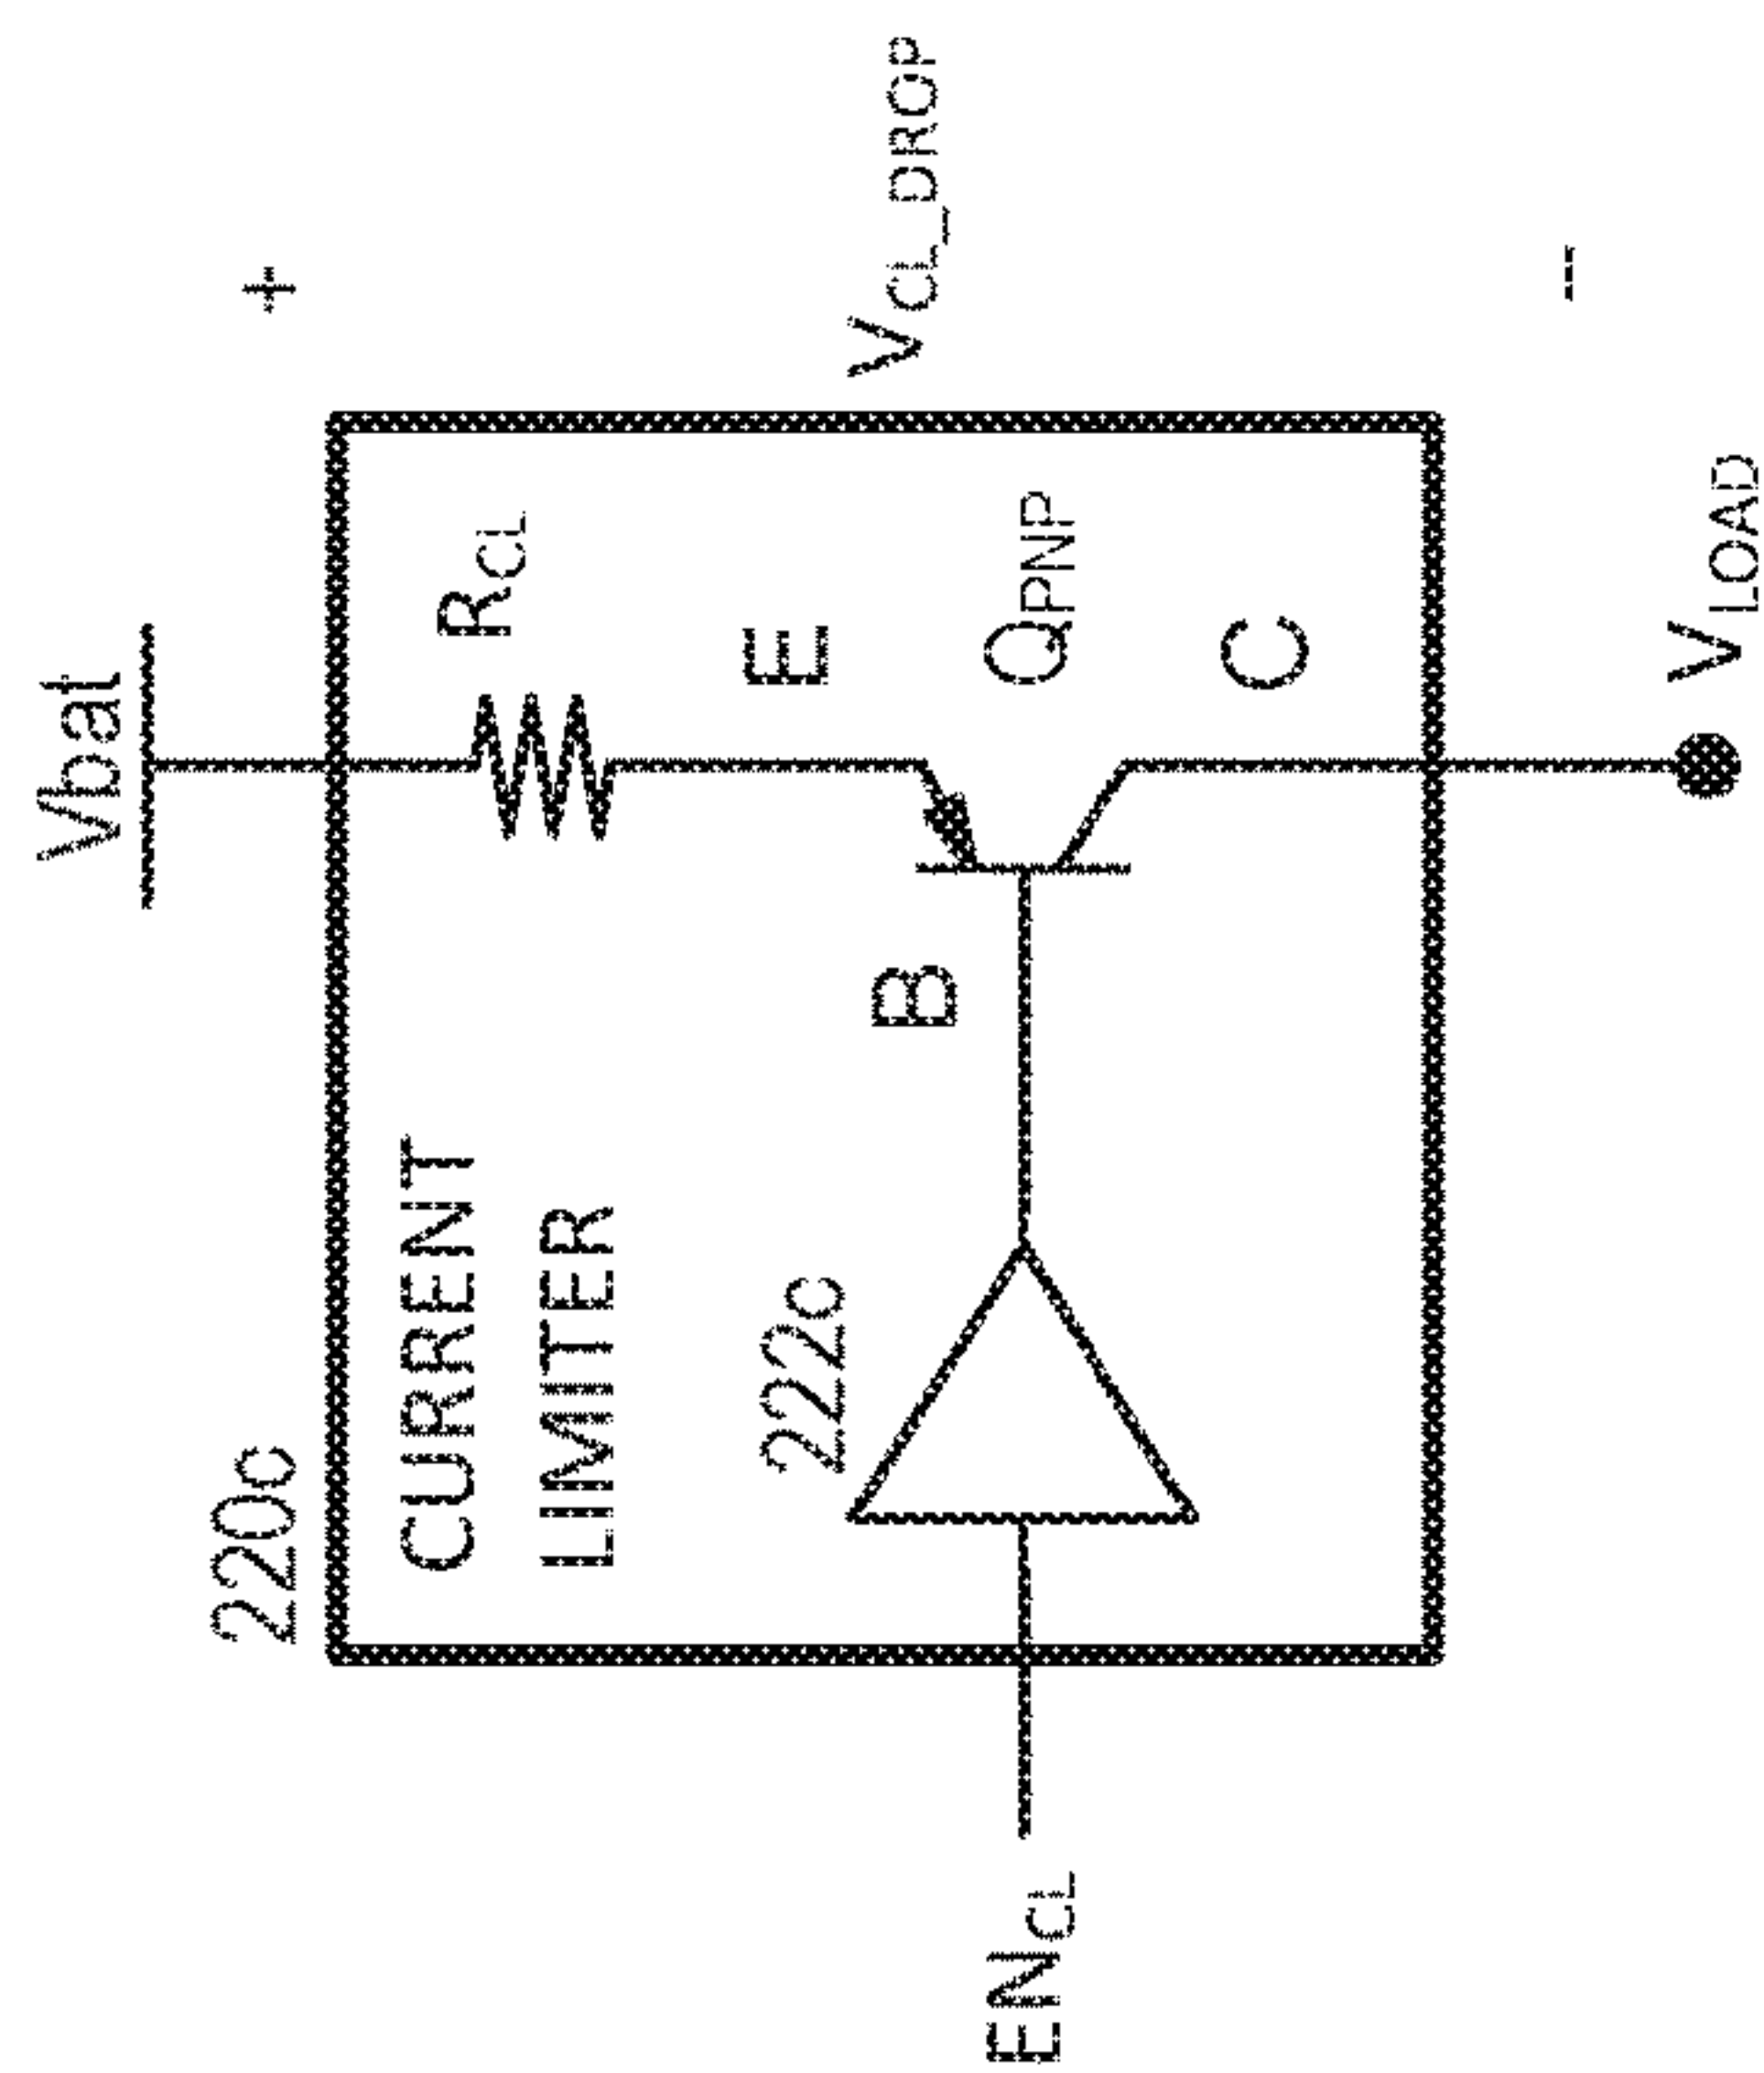 Vbat
220c
+
CURRENT
LIMITER
RCL
222c
E
VCL_DROP
B
QPNP
ENCL
C
-
VLOAD